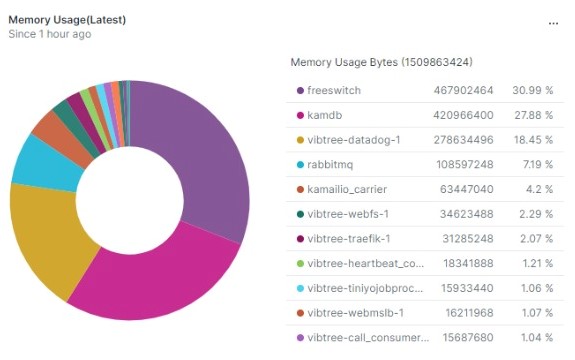 Memory Usage(Latest)
...
Since 1 hour ago
Memory Usage Bytes (1509863424)
freeswitch 467902464 30.99 %
kamdb 420966400 27.88 %
vibtree-datadog-1 278634496 18.45 %
rabbitmq 108597248 7.19 %
kamailio_carrier 63447040 4.2 %
vibtree-webfs-1 34623488 2.29 %
vibtree-traefik-1 31285248 2.07 %
vibtree-heartbeat_co... 18341888 1.21 %
vibtree-tiniyojobproc... 15933440 1.06 %
vibtree-webmslb-1 16211968 1.07 %
vibtree-call_consumer... 15687680 1.04 %